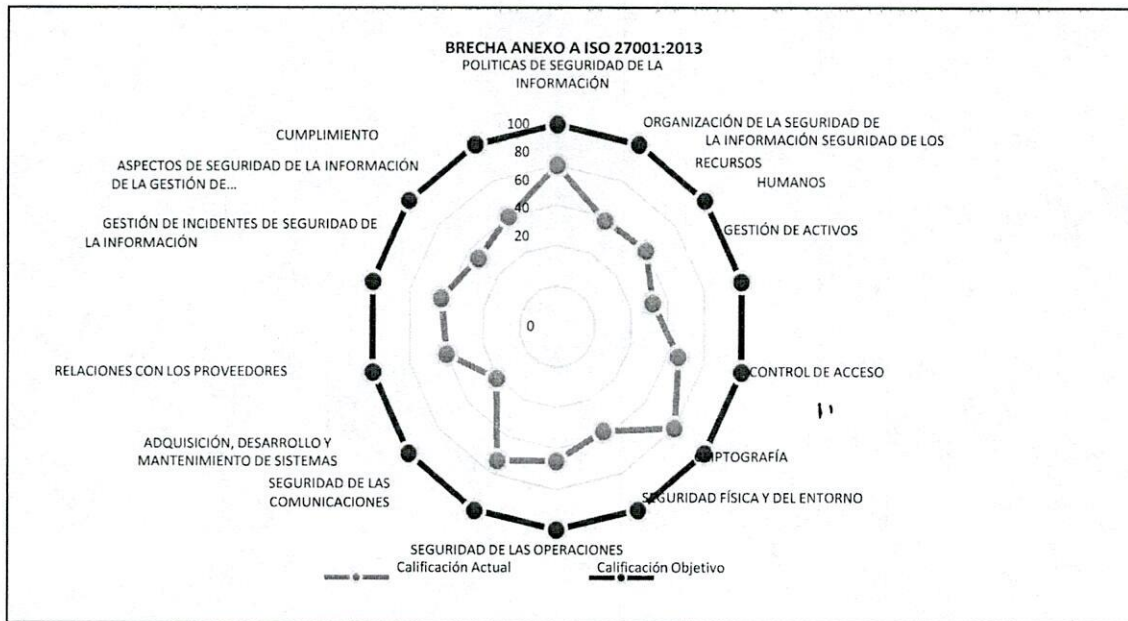 BRECHA ANEXO A ISO 27001:2013
POLITICAS DE SEGURIDAD DE LA
INFORMACIÓN
100
80
60
40
20
0
ORGANIZACIÓN DE LA SEGURIDAD DE
LA INFORMACIÓN SEGURIDAD DE LOS
RECURSOS
HUMANOS
GESTIÓN DE ACTIVOS
CONTROL DE ACCESO
CRIPTOGRAFÍA
SEGURIDAD FÍSICA Y DEL ENTORNO
SEGURIDAD DE LAS OPERACIONES
SEGURIDAD DE LAS
COMUNICACIONES
ADQUISICIÓN, DESARROLLO Y
MANTENIMIENTO DE SISTEMAS
RELACIONES CON LOS PROVEEDORES
GESTIÓN DE INCIDENTES DE SEGURIDAD DE
LA INFORMACIÓN
ASPECTOS DE SEGURIDAD DE LA INFORMACIÓN
DE LA GESTIÓN DE...
CUMPLIMIENTO
Calificación Actual
Calificación Objetivo